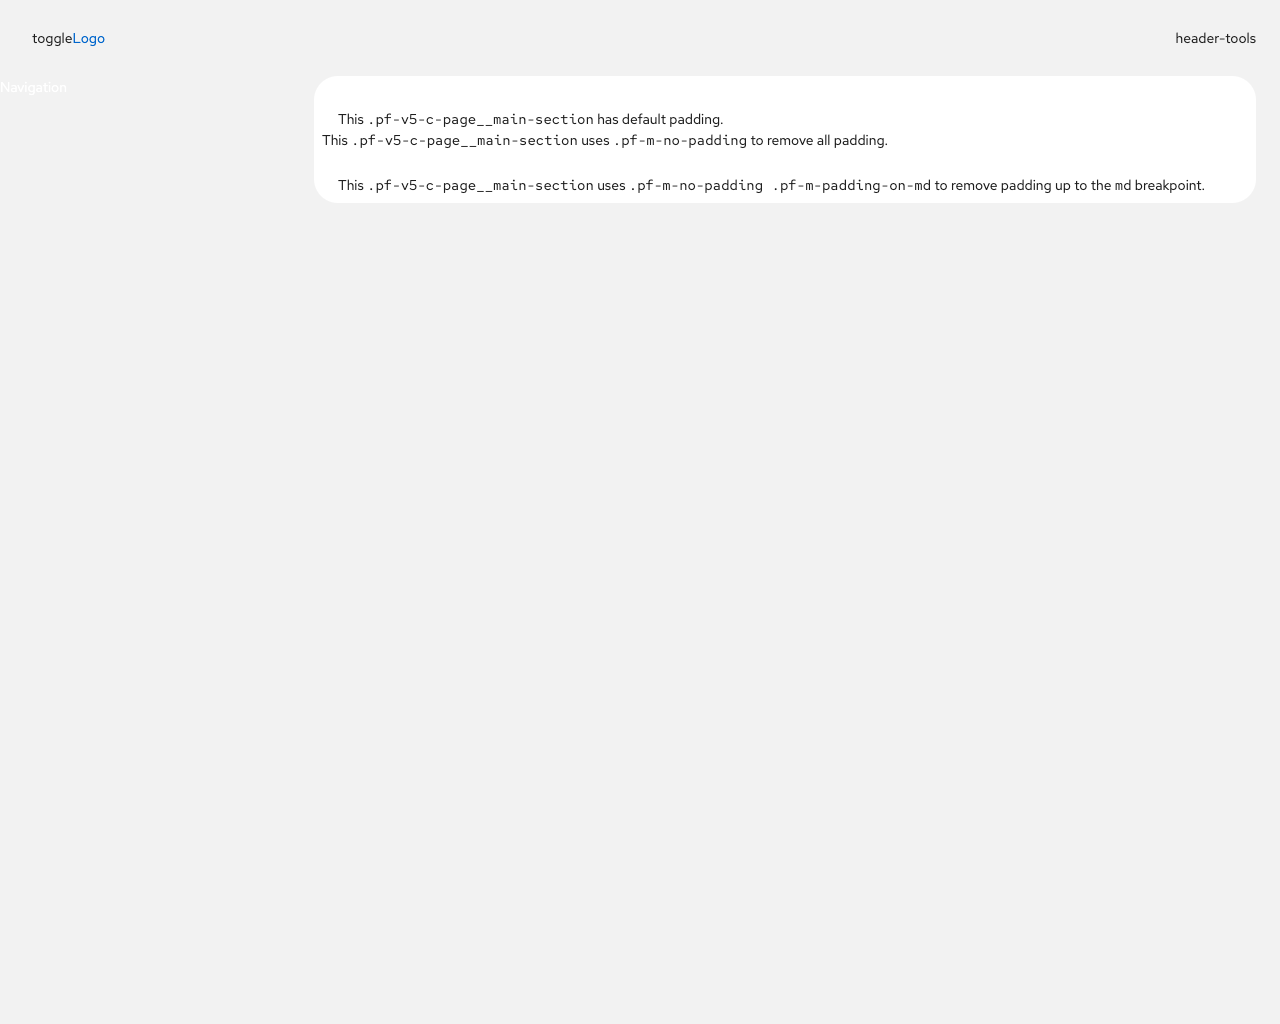 toggleLogo header-tools
Navigation
This .pf-v5-c-page__main-section has default padding.
This .pf-v5-c-page__main-section uses .pf-m-no-padding to remove all padding.
This .pf-v5-c-page__main-section uses .pf-m-no-padding .pf-m-padding-on-md to remove padding up to the md breakpoint.